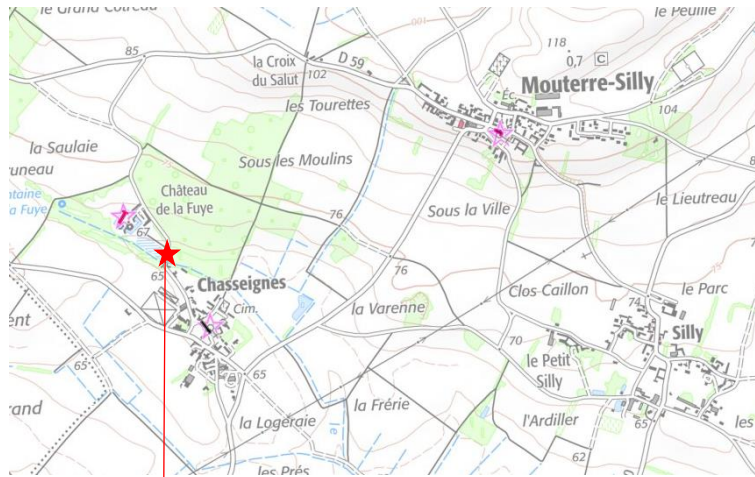 le Grand Coireau
la Croix
du Salut
D 59
102
85
118
0,7
C
le Peuille
Mouterre-Silly
Éc.
104
les Tourettes
la Saulaie
Sous les Moulins
Château
de la Fuye
67
65
76
Sous la Ville
le Lieutreau
76
Chasseignes
Cim.
la Varenne
Clos-Caillon
74
le Parc
Silly
70
le Petit
Silly
65
la Frérie
l'Ardiller
65
les
la Logeraie
62
les Prés